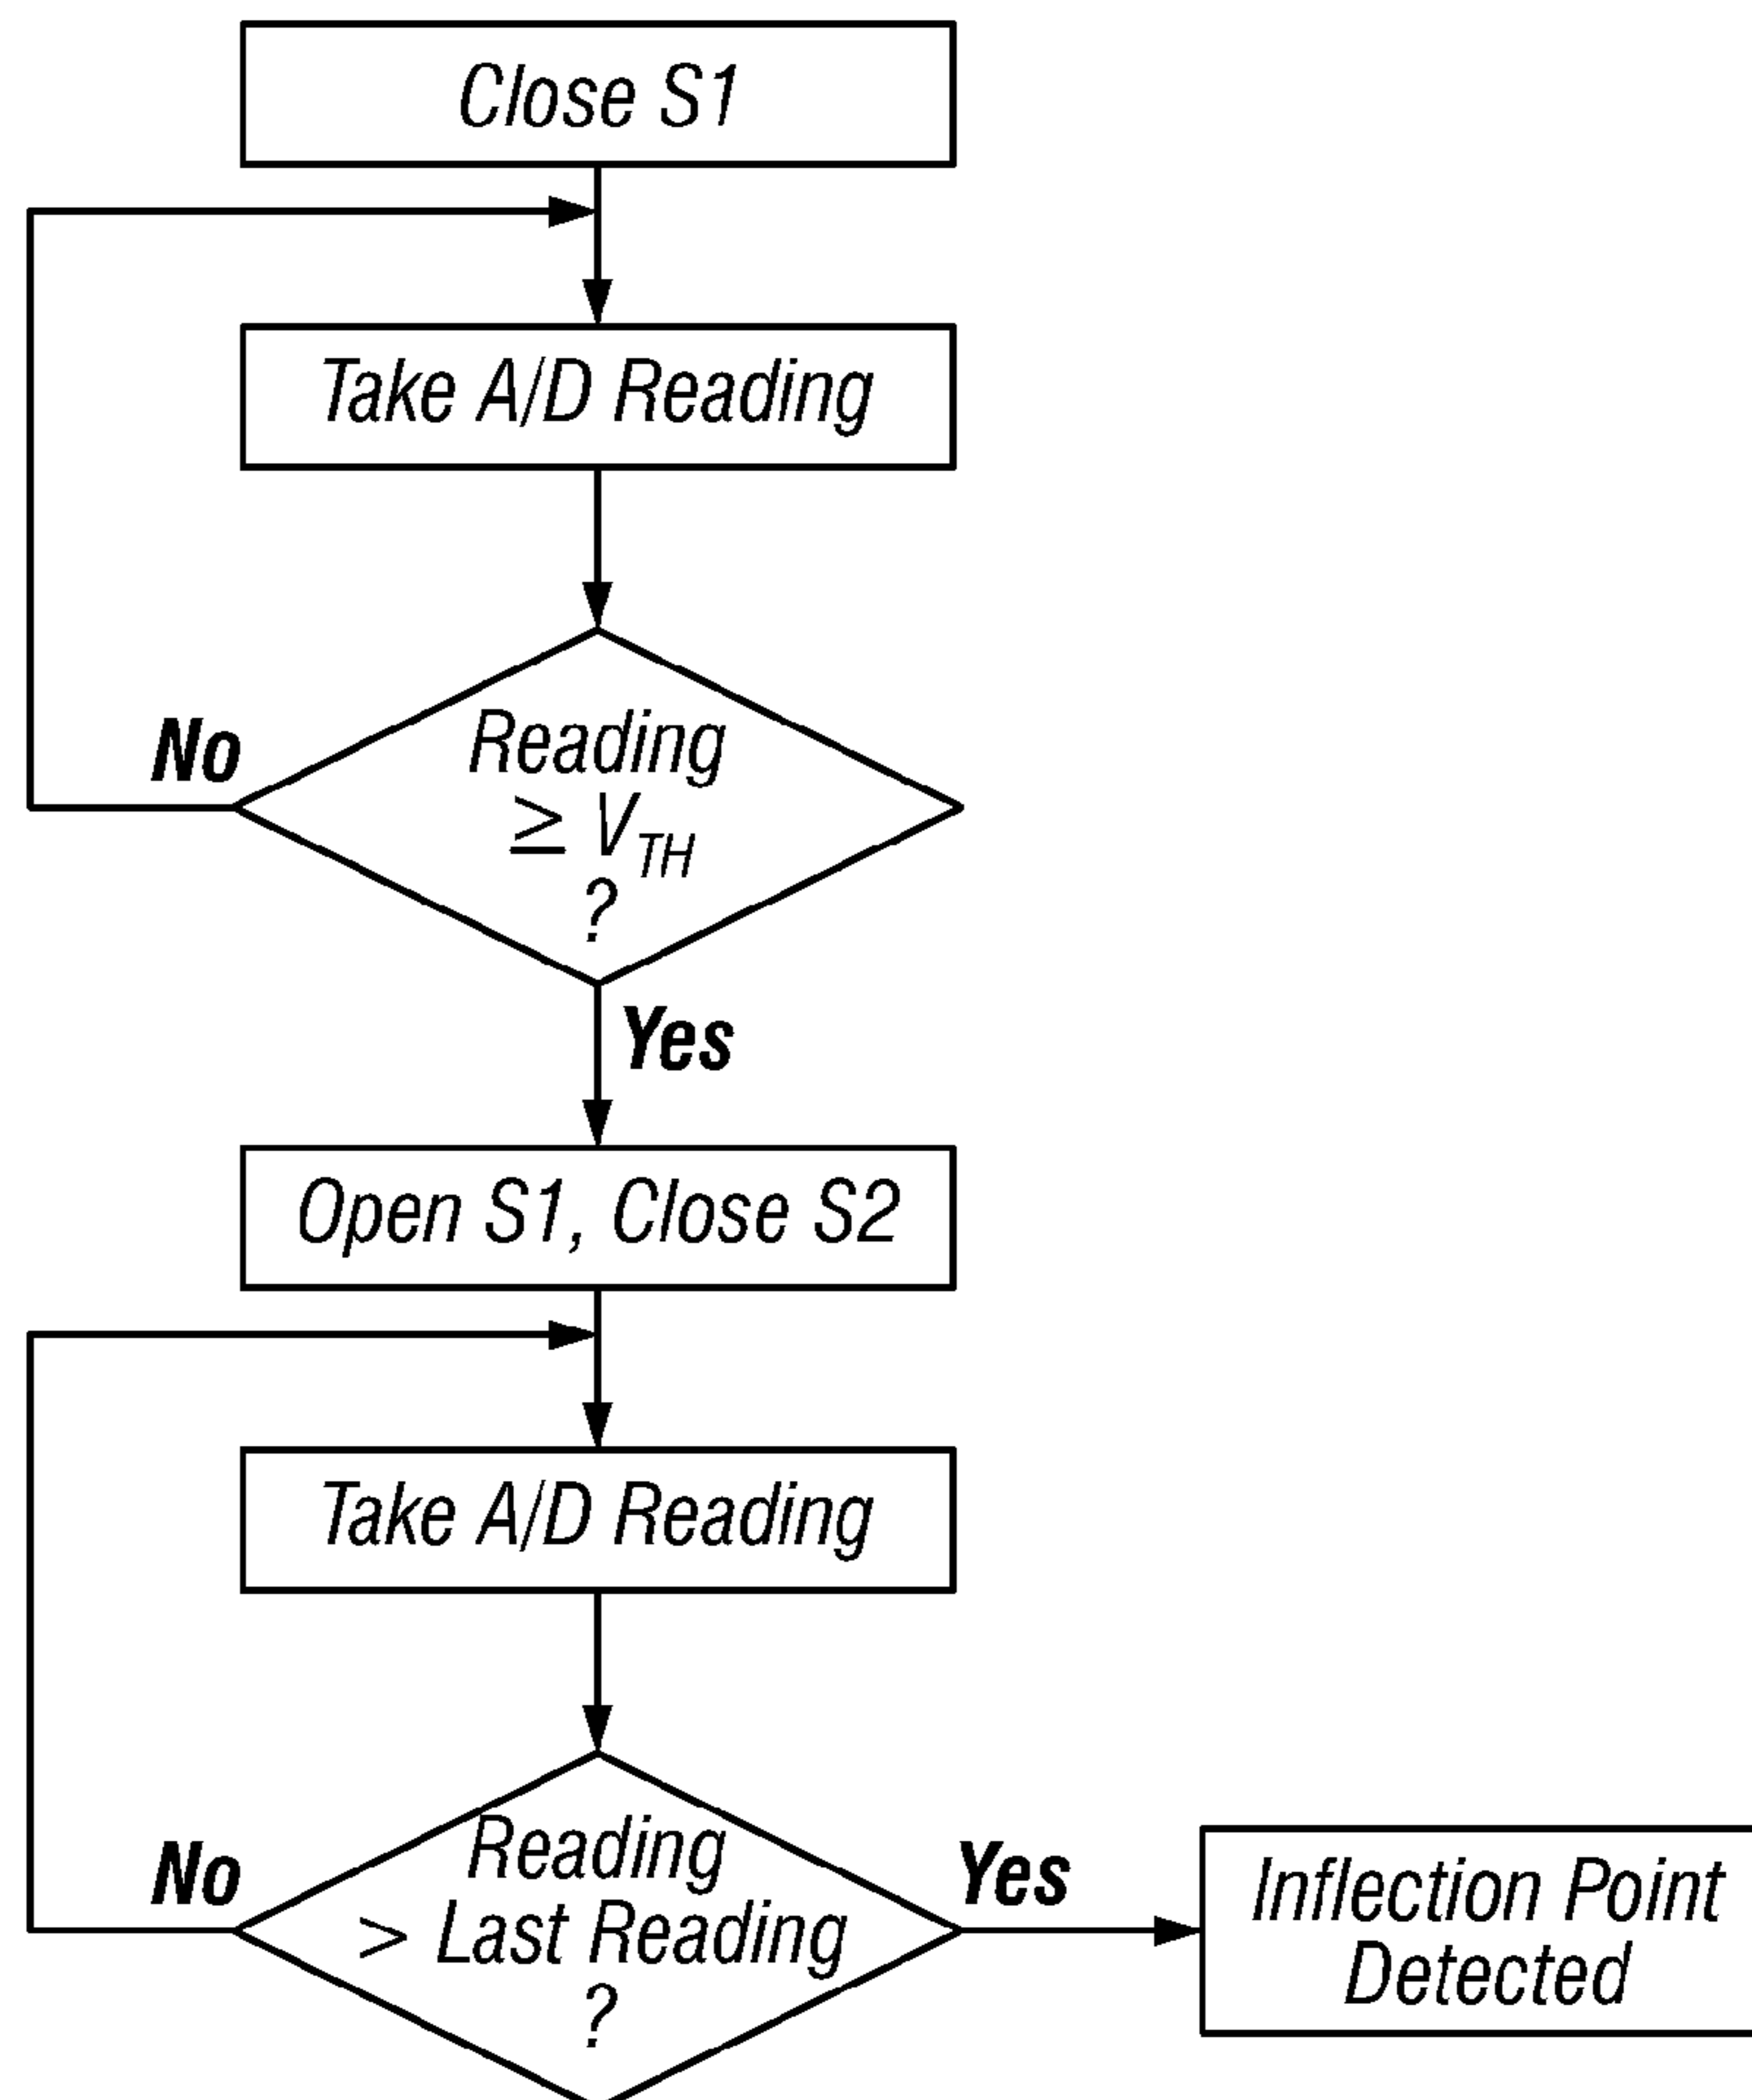 Close S1
Take A/D Reading
No
Reading
≥ VTH
?
Yes
Open S1, Close S2
Take A/D Reading
No
Reading
> Last Reading
?
Yes
Inflection Point
Detected